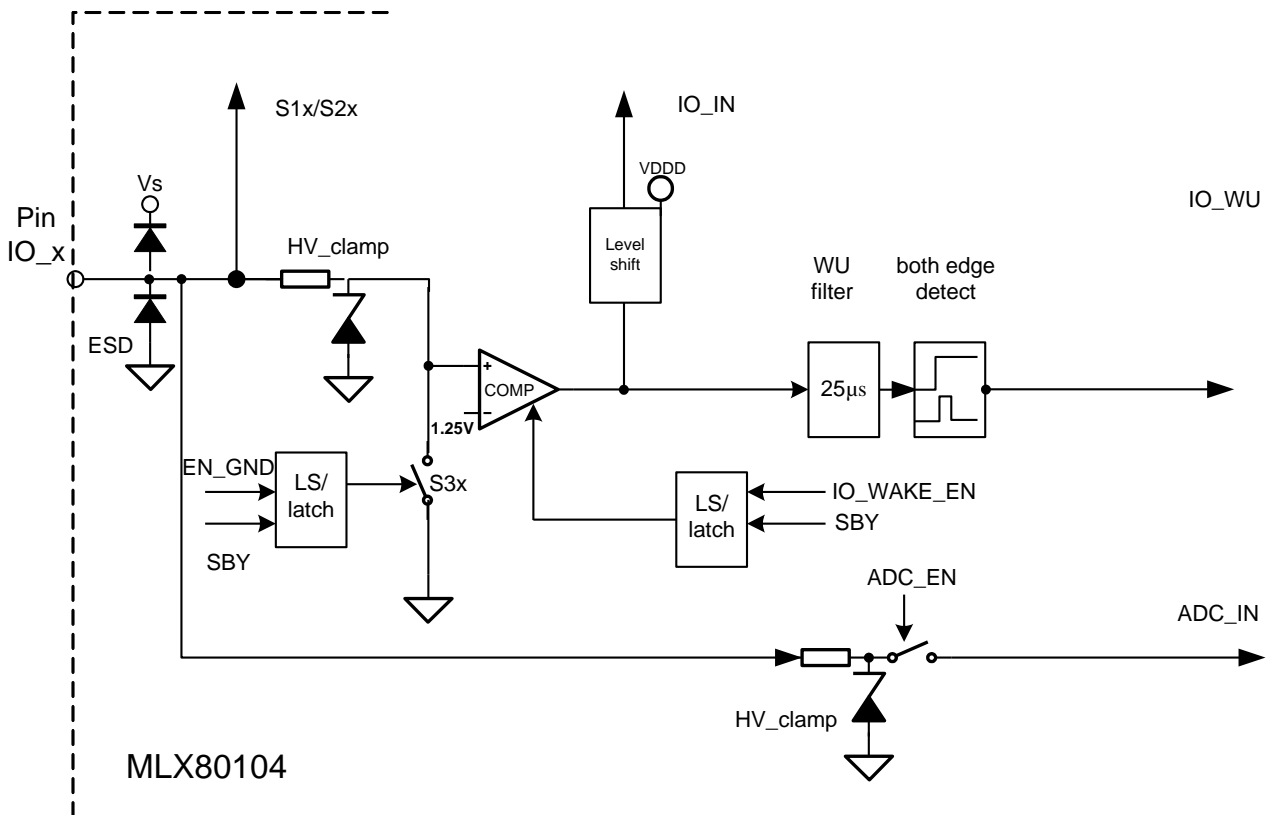 S1x/S2x
IO_IN
VDDD
Vs
IO_WU
Pin
IO_x
HV_clamp
Level
shift
WU
filter
both edge
detect
ESD
+
COMP
-
1.25V
25µs
EN_GND
LS/
latch
S3x
SBY
LS/
latch
IO_WAKE_EN
SBY
ADC_EN
ADC_IN
HV_clamp
MLX80104